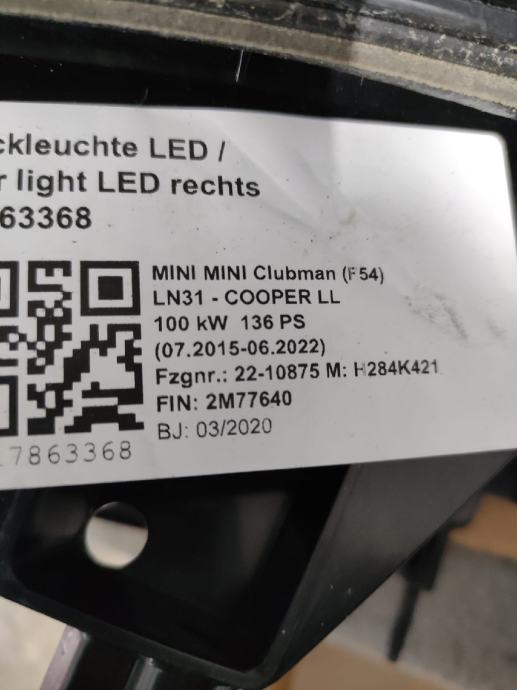 ckleuchte LED /
r light LED rechts
63368
MINI MINI Clubman (F54)
LN31 - COOPER LL
100 kW 136 PS
(07.2015-06.2022)
Fzgnr.: 22-10875 M: H284K421
FIN: 2M77640
BJ: 03/2020
7863368